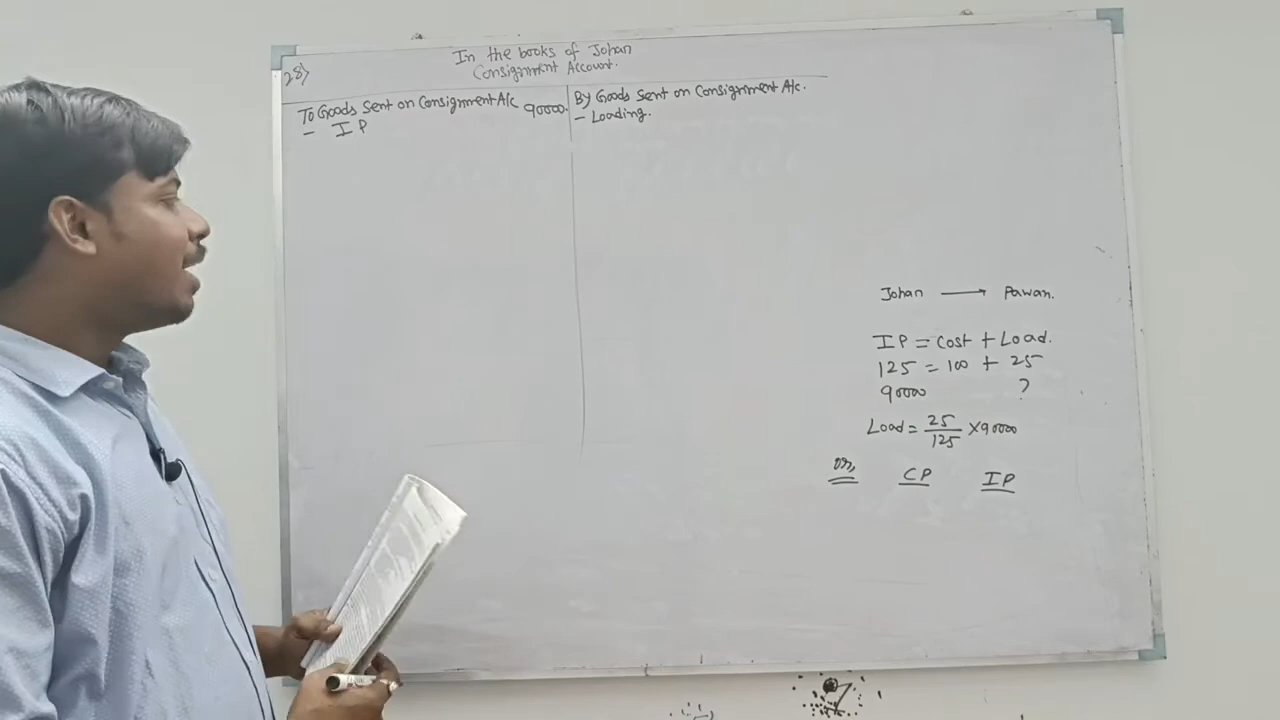 28)
In the books of Johan
Consignment Account.
To Goods Sent on Consignment A/c 90000.
- IP
By Goods Sent on Consignment A/c.
- Loading.
Johan → Pawan.
IP = Cost + Load.
125 = 100 + 25
90000 ?
Load = 25/125 × 90000
or, CP IP